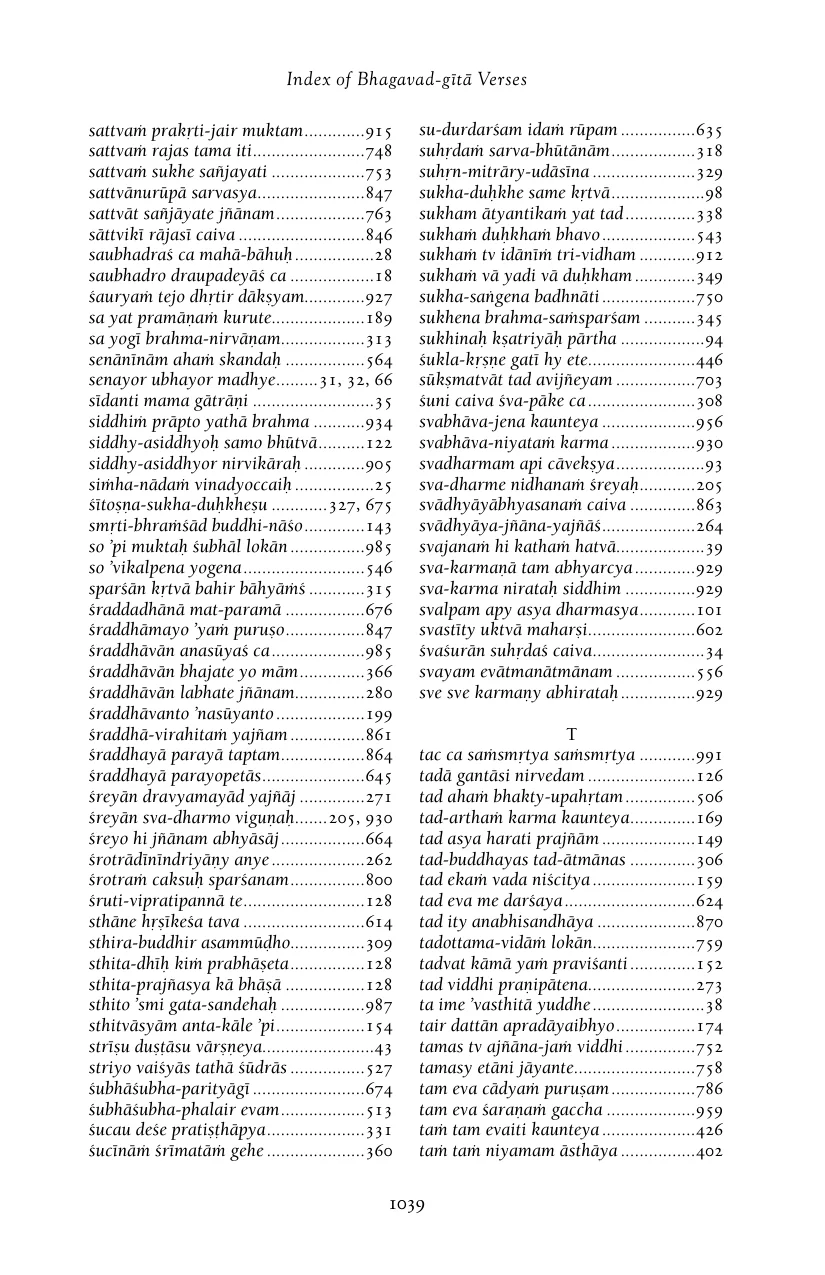 Index of Bhagavad-gītā Verses
sattvaṁ prakṛti-jair muktam.............915
sattvaṁ rajas tama iti........................748
sattvaṁ sukhe sañjayati ....................753
sattvānurūpā sarvasya.......................847
sattvāt sañjāyate jñānam...................763
sāttvikī rājasī caiva ...........................846
saubhadraś ca mahā-bāhuḥ.................28
saubhadro draupadeyāś ca ..................18
śauryaṁ tejo dhṛtir dākṣyam.............927
sa yat pramāṇaṁ kurute....................189
sa yogī brahma-nirvāṇam..................313
senānīnām ahaṁ skandaḥ .................564
senayor ubhayor madhye.........31, 32, 66
sīdanti mama gātrāṇi ..........................35
siddhiṁ prāpto yathā brahma ...........934
siddhy-asiddhyoḥ samo bhūtvā..........122
siddhy-asiddhyor nirvikāraḥ .............905
siṁha-nādaṁ vinadyoccaiḥ .................25
śītoṣṇa-sukha-duḥkheṣu ............327, 675
smṛti-bhraṁśād buddhi-nāśo.............143
so ’pi muktaḥ śubhāl lokān ................985
so ’vikalpena yogena..........................546
sparśān kṛtvā bahir bāhyāṁś ............315
śraddadhānā mat-paramā .................676
śraddhāmayo ’yaṁ puruṣo.................847
śraddhāvān anasūyaś ca....................985
śraddhāvān bhajate yo mām..............366
śraddhāvān labhate jñānam...............280
śraddhāvanto ’nasūyanto...................199
śraddhā-virahitaṁ yajñam................861
śraddhayā parayā taptam..................864
śraddhayā parayopetās......................645
śreyān dravyamayād yajñāj ..............271
śreyān sva-dharmo viguṇaḥ.......205, 930
śreyo hi jñānam abhyāsāj..................664
śrotrādīnīndriyāṇy anye....................262
śrotraṁ caksuḥ sparśanam................800
śruti-vipratipannā te..........................128
sthāne hṛṣīkeśa tava ..........................614
sthira-buddhir asammūḍho................309
sthita-dhīḥ kiṁ prabhāṣeta................128
sthita-prajñasya kā bhāṣā .................128
sthito ’smi gata-sandehaḥ ..................987
sthitvāsyām anta-kāle ’pi...................154
strīṣu duṣṭāsu vārṣṇeya........................43
striyo vaiśyās tathā śūdrās ................527
śubhāśubha-parityāgī ........................674
śubhāśubha-phalair evam..................513
śucau deśe pratiṣṭhāpya.....................331
śucīnāṁ śrīmatāṁ gehe .....................360
su-durdarśam idaṁ rūpam ................635
suhṛdaṁ sarva-bhūtānām..................318
suhṛn-mitrāry-udāsīna ......................329
sukha-duḥkhe same kṛtvā....................98
sukham ātyantikaṁ yat tad...............338
sukhaṁ duḥkhaṁ bhavo....................543
sukhaṁ tv idānīṁ tri-vidham ............912
sukhaṁ vā yadi vā duḥkham .............349
sukha-saṅgena badhnāti....................750
sukhena brahma-saṁsparśam ...........345
sukhinaḥ kṣatriyāḥ pārtha ..................94
śukla-kṛṣṇe gatī hy ete.......................446
sūkṣmatvāt tad avijñeyam .................703
śuni caiva śva-pāke ca.......................308
svabhāva-jena kaunteya ....................956
svabhāva-niyataṁ karma ..................930
svadharmam api cāvekṣya...................93
sva-dharme nidhanaṁ śreyaḥ............205
svādhyāyābhyasanaṁ caiva ..............863
svādhyāya-jñāna-yajñāś....................264
svajanaṁ hi kathaṁ hatvā...................39
sva-karmaṇā tam abhyarcya.............929
sva-karma nirataḥ siddhim ...............929
svalpam apy asya dharmasya............101
svastīty uktvā maharṣi.......................602
śvaśurān suhṛdaś caiva........................34
svayam evātmanātmānam .................556
sve sve karmaṇy abhirataḥ................929
T
tac ca saṁsmṛtya saṁsmṛtya ............991
tadā gantāsi nirvedam .......................126
tad ahaṁ bhakty-upahṛtam...............506
tad-arthaṁ karma kaunteya..............169
tad asya harati prajñām ....................149
tad-buddhayas tad-ātmānas ..............306
tad ekaṁ vada niścitya ......................159
tad eva me darśaya............................624
tad ity anabhisandhāya .....................870
tadottama-vidāṁ lokān......................759
tadvat kāmā yaṁ praviśanti..............152
tad viddhi praṇipātena.......................273
ta ime ’vasthitā yuddhe........................38
tair dattān apradāyaibhyo.................174
tamas tv ajñāna-jaṁ viddhi...............752
tamasy etāni jāyante..........................758
tam eva cādyaṁ puruṣam..................786
tam eva śaraṇaṁ gaccha ...................959
taṁ tam evaiti kaunteya....................426
taṁ taṁ niyamam āsthāya ................402
1039